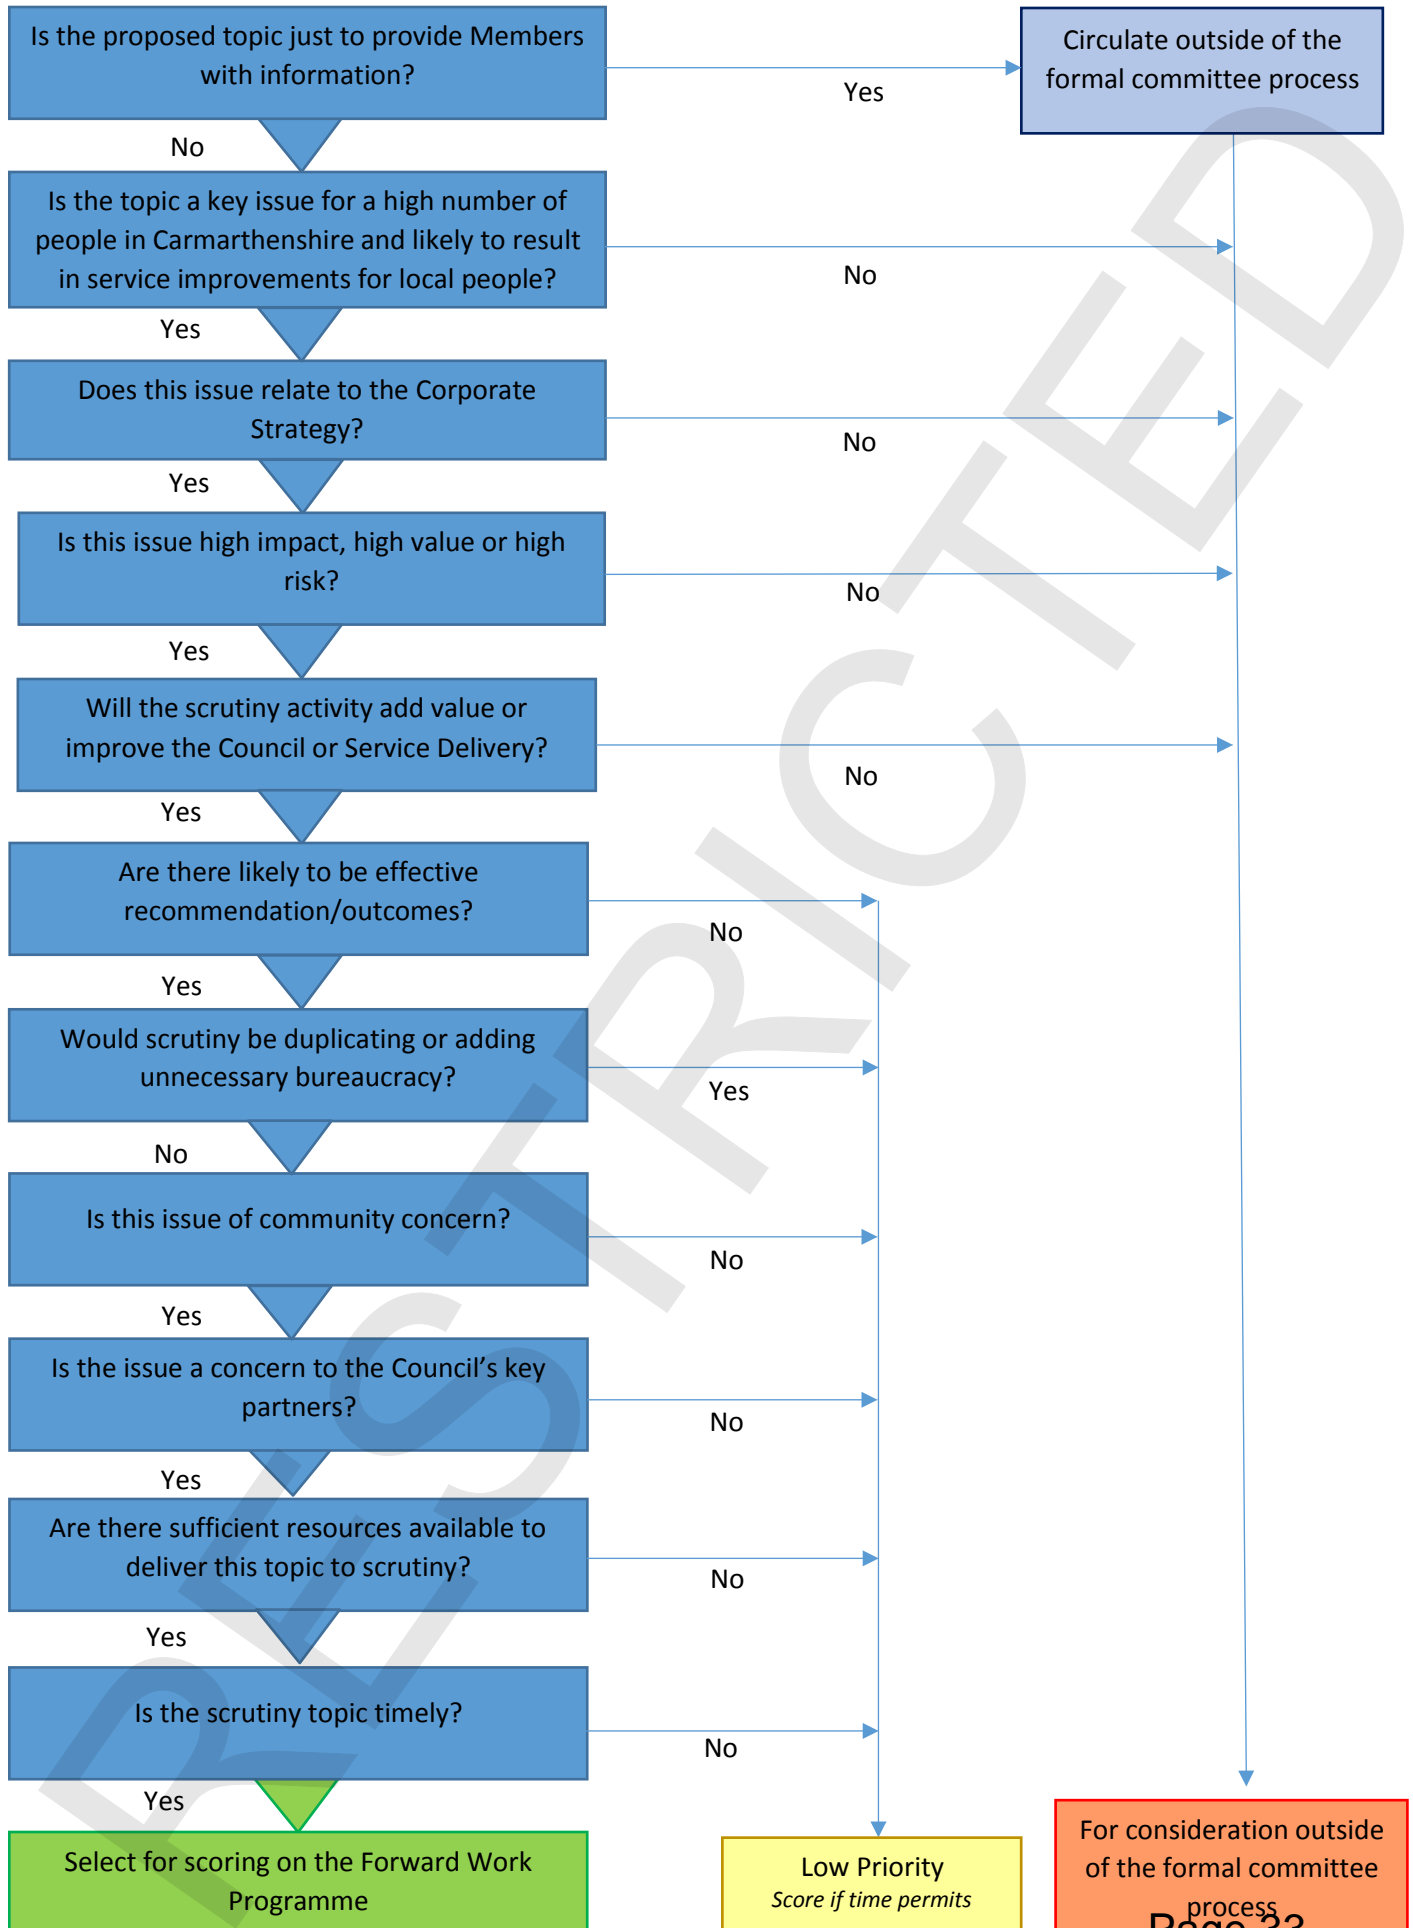 Is the proposed topic just to provide Members
with information?
Yes
Circulate outside of the
formal committee process
No
Is the topic a key issue for a high number of
people in Carmarthenshire and likely to result
in service improvements for local people?
No
Yes
Does this issue relate to the Corporate
Strategy?
No
Yes
Is this issue high impact, high value or high
risk?
No
Yes
Will the scrutiny activity add value or
improve the Council or Service Delivery?
No
Yes
Are there likely to be effective
recommendation/outcomes?
No
Yes
Would scrutiny be duplicating or adding
unnecessary bureaucracy?
Yes
No
Is this issue of community concern?
No
Yes
Is the issue a concern to the Council’s key
partners?
No
Yes
Are there sufficient resources available to
deliver this topic to scrutiny?
No
Yes
Is the scrutiny topic timely?
No
Yes
Select for scoring on the Forward Work
Programme
Low Priority
Score if time permits
For consideration outside
of the formal committee
process
Page 33
RESTRICTED